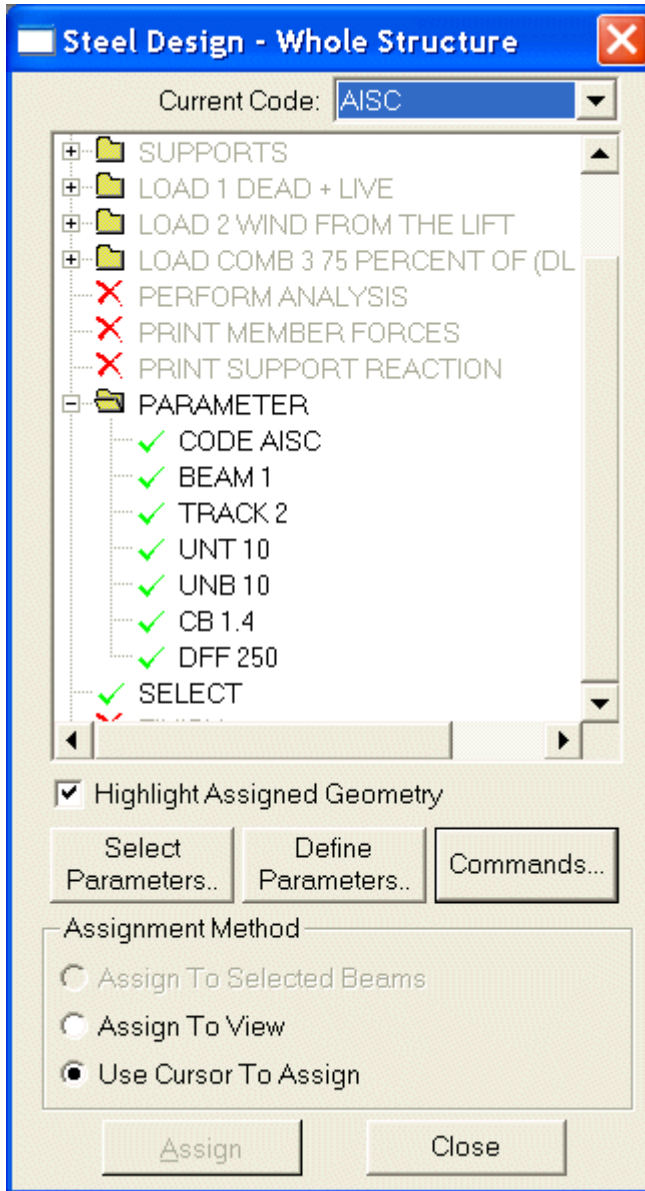 Steel Design - Whole Structure
Current Code: AISC
SUPPORTS
LOAD 1 DEAD + LIVE
LOAD 2 WIND FROM THE LIFT
LOAD COMB 3 75 PERCENT OF (DL
PERFORM ANALYSIS
PRINT MEMBER FORCES
PRINT SUPPORT REACTION
PARAMETER
CODE AISC
BEAM 1
TRACK 2
UNT 10
UNB 10
CB 1.4
DFF 250
SELECT
Highlight Assigned Geometry
Select Parameters..
Define Parameters..
Commands...
Assignment Method
Assign To Selected Beams
Assign To View
Use Cursor To Assign
Assign
Close